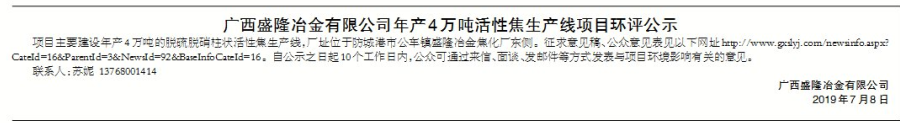 广西盛隆冶金有限公司年产4万吨活性焦生产线项目环评公示
项目主要建设年产4万吨的脱硫脱硝柱状活性焦生产线,厂址位于防城港市公车镇盛隆冶金焦化厂东侧。征求意见稿、公众意见表见以下网址http://www.gxslyj.com/newsinfo.aspx?
CateId=16&ParentId=3&NewsId=92&BaseInfoCateId=16。自公示之日起10个工作日内,公众可通过来信、面谈、发邮件等方式发表与项目环境影响有关的意见。
联系人:苏妮 13768001414
广西盛隆冶金有限公司
2019年7月8日